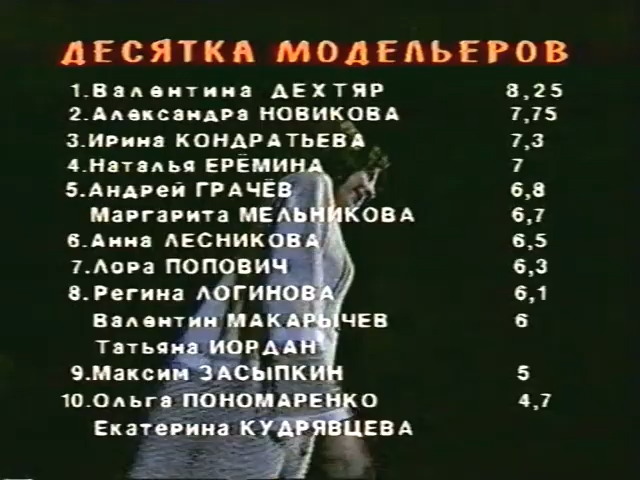 ДЕСЯТКА МОДЕЛЬЕРОВ
1.Валентина ДЕХТЯР 8,25
2.Александра НОВИКОВА 7,75
3.Ирина КОНДРАТЬЕВА 7,3
4.Наталья ЕРЁМИНА 7
5.Андрей ГРАЧЁВ 6,8
Маргарита МЕЛЬНИКОВА 6,7
6.Анна ЛЕСНИКОВА 6,5
7.Лора ПОПОВИЧ 6,3
8.Регина ЛОГИНОВА 6,1
Валентин МАКАРЫЧЕВ 6
Татьяна ИОРДАН
9.Максим ЗАСЫПКИН 5
10.Ольга ПОНОМАРЕНКО 4,7
Екатерина КУДРЯВЦЕВА